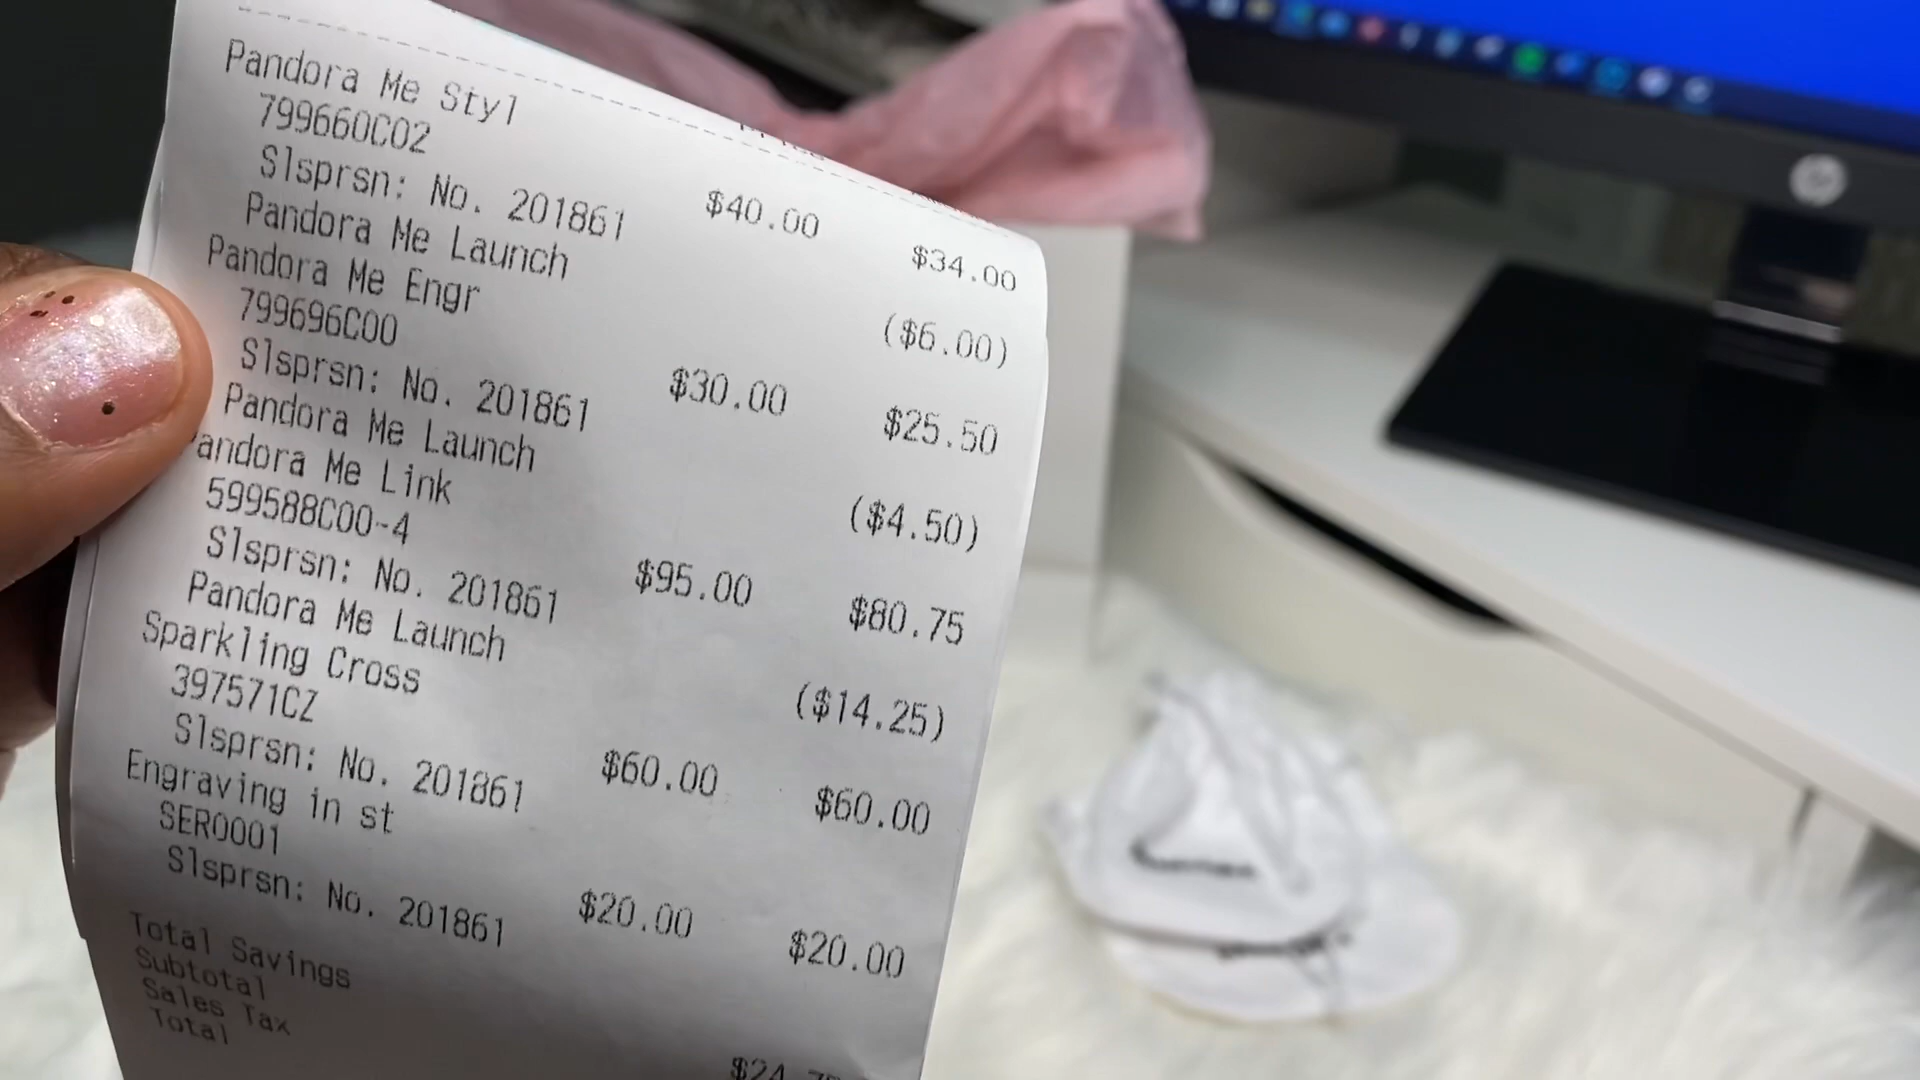 Pandora Me Styl
799660C02
Slsprsn: No. 201861 $40.00 $34.00
Pandora Me Launch ($6.00)
Pandora Me Engr
799696C00
Slsprsn: No. 201861 $30.00 $25.50
Pandora Me Launch ($4.50)
andora Me Link
599588C00-4
Slsprsn: No. 201861 $95.00 $80.75
Pandora Me Launch ($14.25)
Sparkling Cross
397571CZ
Slsprsn: No. 201861 $60.00 $60.00
Engraving in st
SER0001
Slsprsn: No. 201861 $20.00 $20.00
Total Savings
Subtotal
Sales Tax
Total
hp